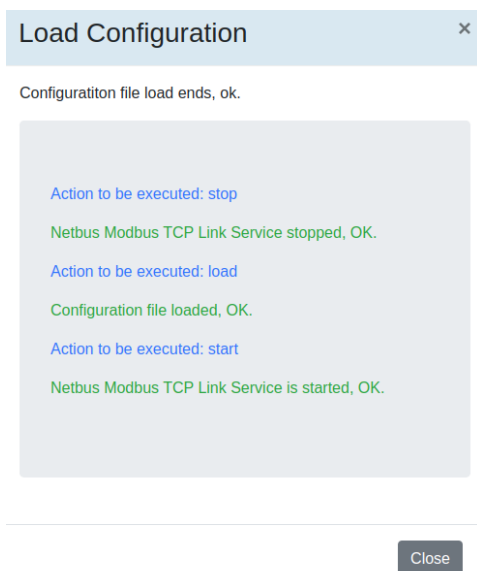 Load Configuration
×
Configuratiton file load ends, ok.
Action to be executed: stop
Netbus Modbus TCP Link Service stopped, OK.
Action to be executed: load
Configuration file loaded, OK.
Action to be executed: start
Netbus Modbus TCP Link Service is started, OK.
Close